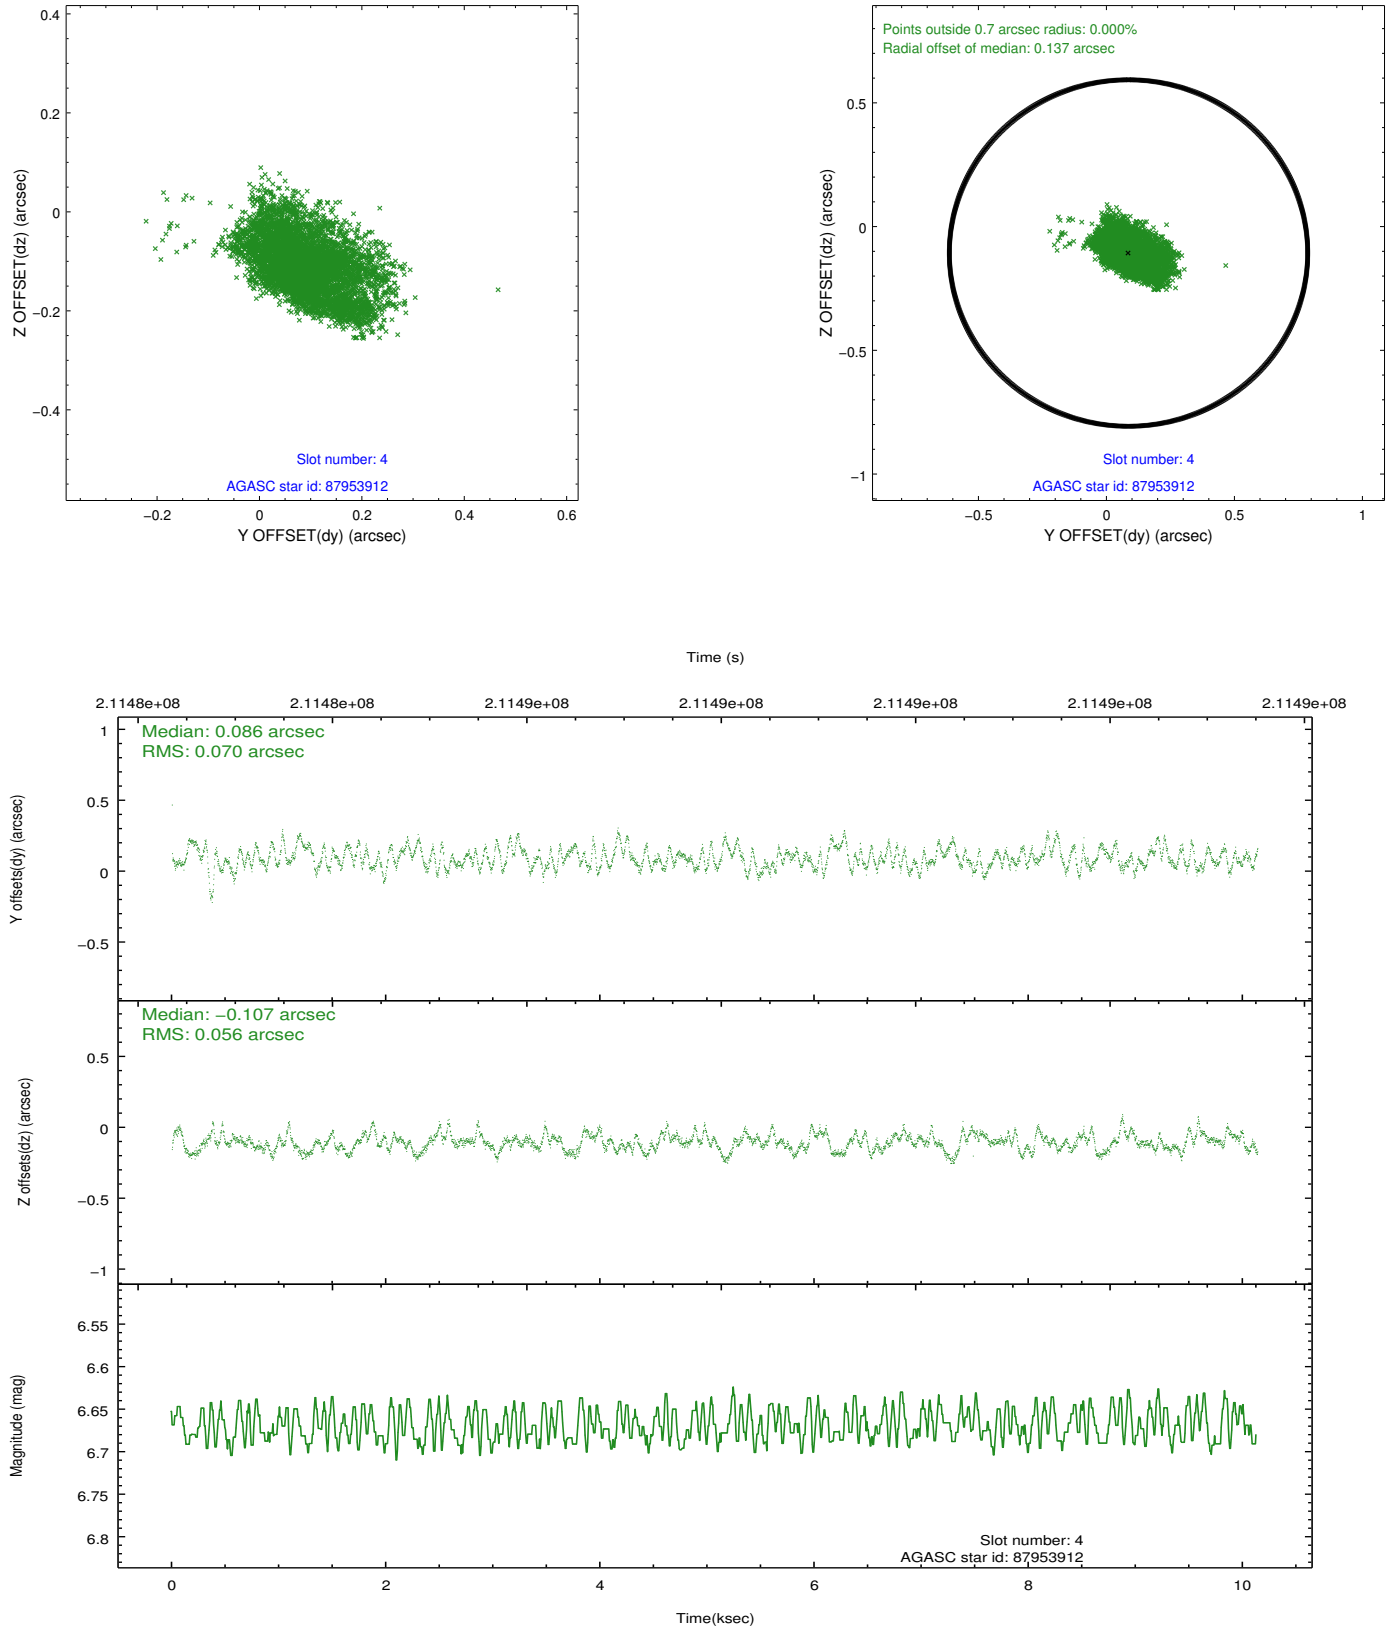 0.4
0.2
0
−0.2
−0.4
Z OFFSET(dz) (arcsec)
Slot number: 4
AGASC star id: 87953912
−0.2 0 0.2 0.4 0.6
Y OFFSET(dy) (arcsec)
Points outside 0.7 arcsec radius: 0.000%
Radial offset of median: 0.137 arcsec
0.5
0
−0.5
−1
Z OFFSET(dz) (arcsec)
Slot number: 4
AGASC star id: 87953912
−0.5 0 0.5 1
Y OFFSET(dy) (arcsec)
Time (s)
2.1148e+08 2.1148e+08 2.1149e+08 2.1149e+08 2.1149e+08 2.1149e+08 2.1149e+08
Median: 0.086 arcsec
RMS: 0.070 arcsec
1
0.5
0
−0.5
Y offsets(dy) (arcsec)
Median: −0.107 arcsec
RMS: 0.056 arcsec
0.5
0
−0.5
−1
Z offsets(dz) (arcsec)
6.55
6.6
6.65
6.7
6.75
6.8
Magnitude (mag)
Slot number: 4
AGASC star id: 87953912
0 2 4 6 8 10
Time(ksec)